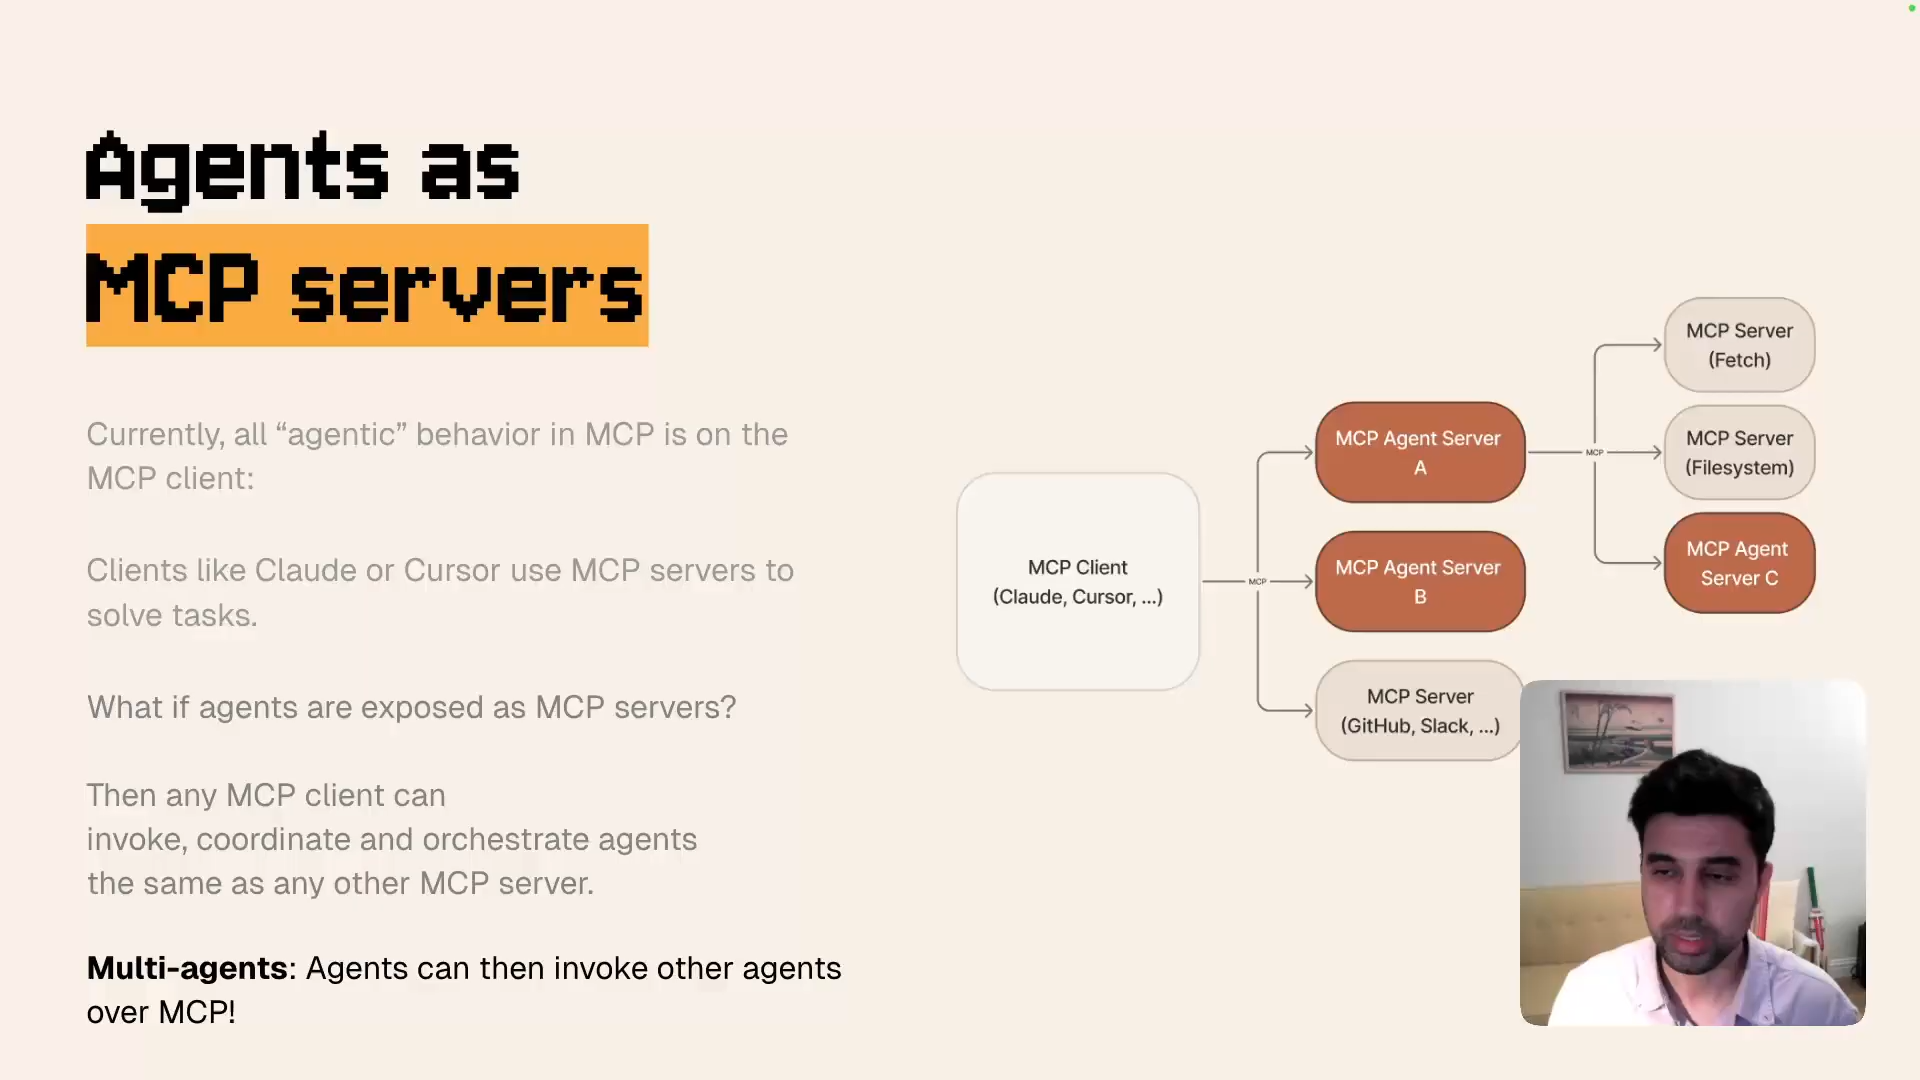 Agents as
MCP servers
Currently, all “agentic” behavior in MCP is on the
MCP client:
Clients like Claude or Cursor use MCP servers to
solve tasks.
What if agents are exposed as MCP servers?
Then any MCP client can
invoke, coordinate and orchestrate agents
the same as any other MCP server.
Multi-agents: Agents can then invoke other agents
over MCP!
MCP Client
(Claude, Cursor, ...)
MCP
MCP Agent Server
A
MCP Agent Server
B
MCP Server
(GitHub, Slack, ...)
MCP
MCP Server
(Fetch)
MCP Server
(Filesystem)
MCP Agent
Server C